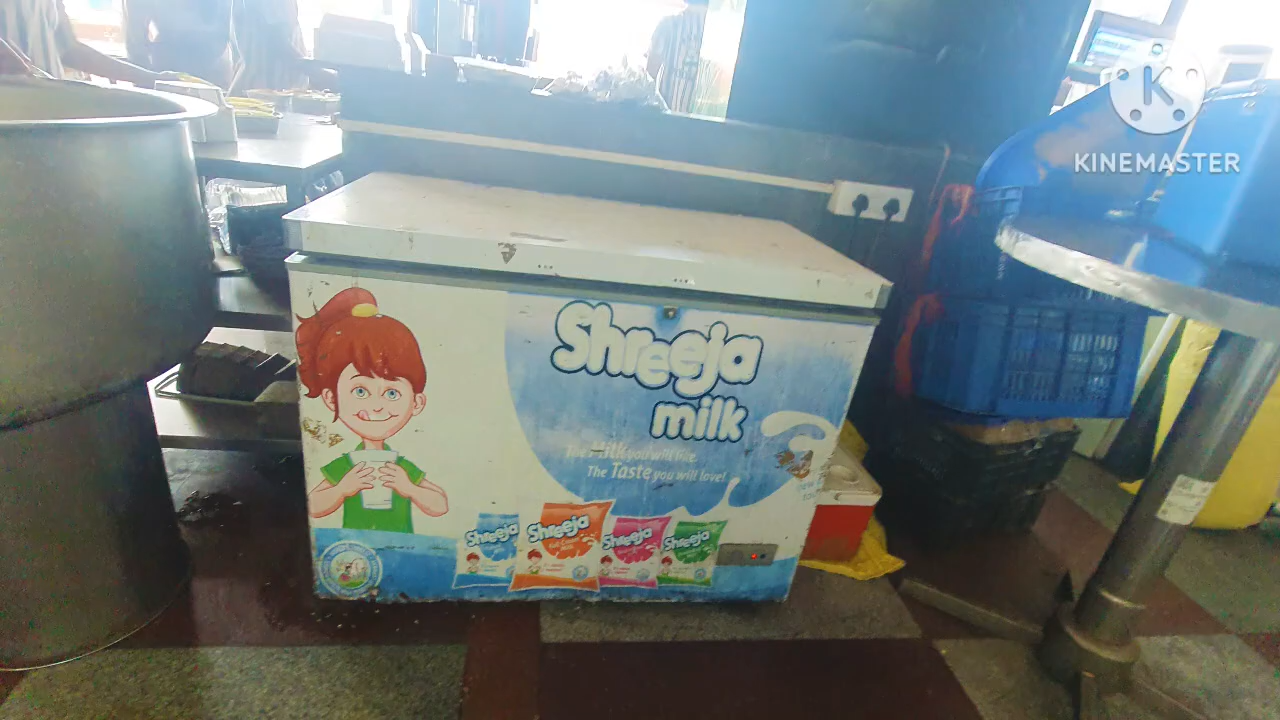 K
KINEMASTER
Shreeja
milk
The Milk you will like
The Taste you will love!
Shreeja
Shreeja
Shreeja
Shreeja